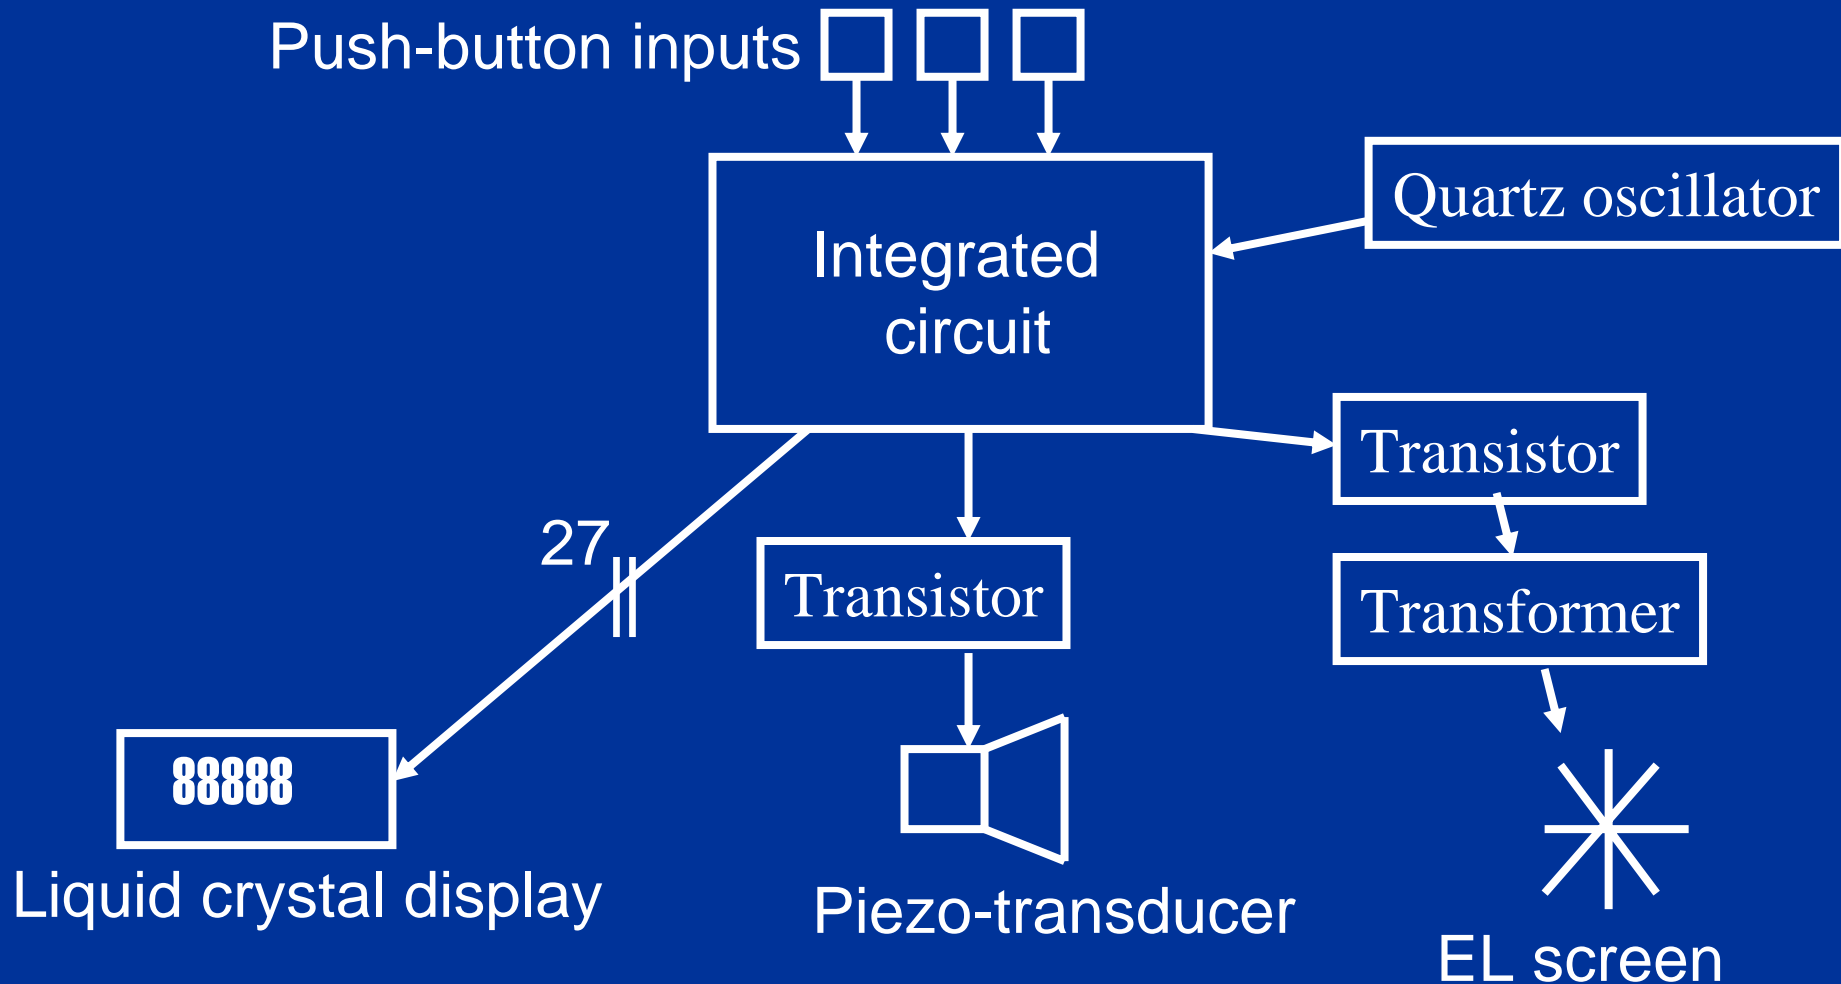 Push-button inputs
Quartz oscillator
Integrated
circuit
Transistor
27
Transistor
Transformer
88888
Liquid crystal display
Piezo-transducer
EL screen